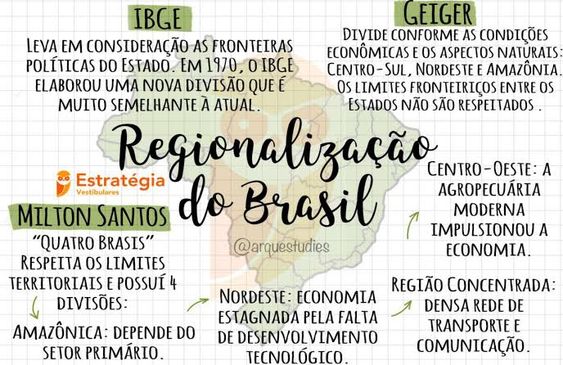 IBGE
LEVA EM CONSIDERAÇÃO AS FRONTEIRAS
POLÍTICAS DO ESTADO. EM 1970, O IBGE
ELABOROU UMA NOVA DIVISÃO QUE É
MUITO SEMELHANTE À ATUAL.
GEIGER
DIVIDE CONFORME AS CONDIÇÕES
ECONÔMICAS E OS ASPECTOS NATURAIS:
CENTRO-SUL, NORDESTE E AMAZÔNIA.
OS LIMITES FRONTEIRIÇOS ENTRE OS
ESTADOS NÃO SÃO RESPEITADOS .
Regionalização
do Brasil
Estratégia
Vestibulares
@arquestudies
MILTON SANTOS
"QUATRO BRASIS"
RESPEITA OS LIMITES
TERRITORIAIS E POSSUÍ 4
DIVISÕES:
AMAZÔNICA: DEPENDE DO
SETOR PRIMÁRIO.
NORDESTE: ECONOMIA
ESTAGNADA PELA FALTA
DE DESENVOLVIMENTO
TECNOLÓGICO.
CENTRO-OESTE: A
AGROPECUÁRIA
MODERNA
IMPULSIONOU A
ECONOMIA.
REGIÃO CONCENTRADA:
DENSA REDE DE
TRANSPORTE E
COMUNICAÇÃO.